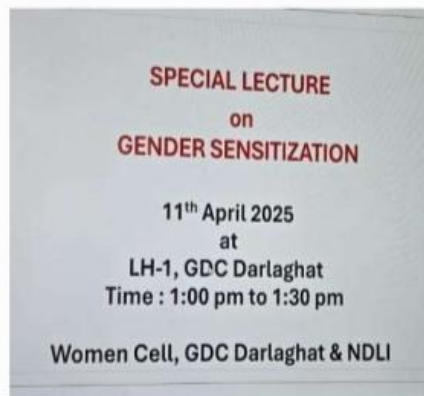 SPECIAL LECTURE
on
GENDER SENSITIZATION
11th April 2025
at
LH-1, GDC Darlaghat
Time : 1:00 pm to 1:30 pm
Women Cell, GDC Darlaghat & NDLI